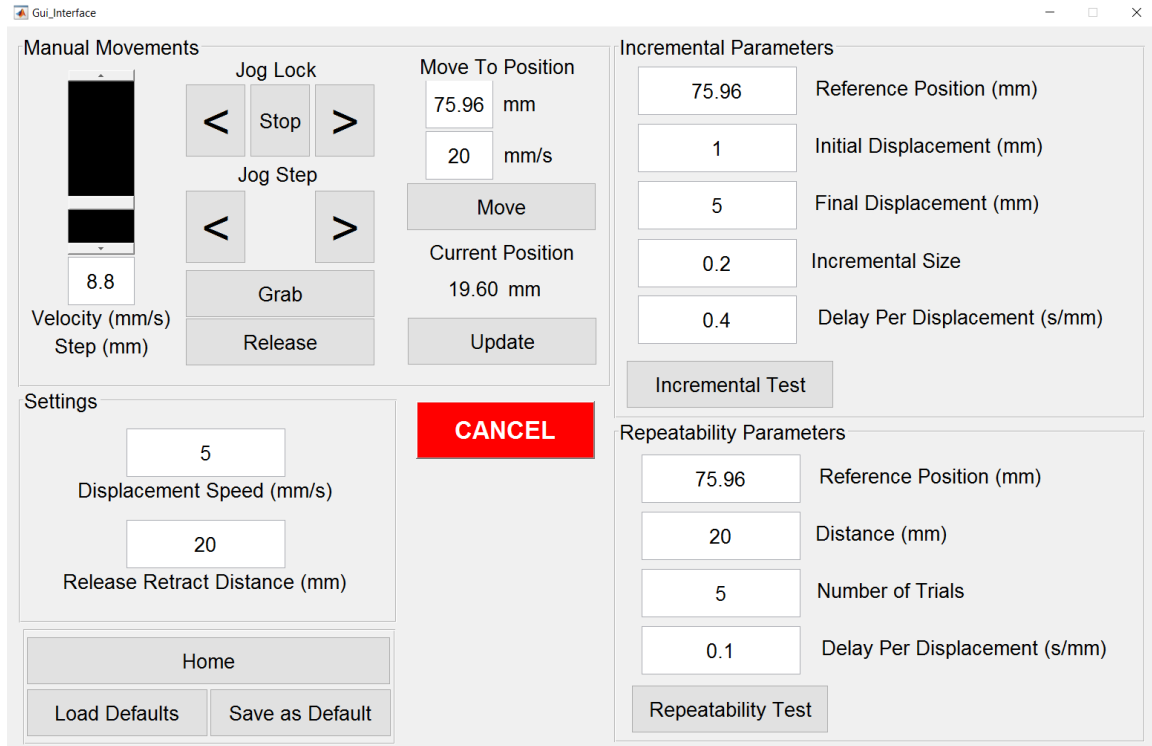 Gui_Interface
Manual Movements
Jog Lock
<
Stop
>
Jog Step
<
>
Grab
Release
8.8
Velocity (mm/s)
Step (mm)
Move To Position
75.96 mm
20 mm/s
Move
Current Position
19.60 mm
Update
Settings
5
Displacement Speed (mm/s)
20
Release Retract Distance (mm)
CANCEL
Home
Load Defaults
Save as Default
Incremental Parameters
75.96 Reference Position (mm)
1 Initial Displacement (mm)
5 Final Displacement (mm)
0.2 Incremental Size
0.4 Delay Per Displacement (s/mm)
Incremental Test
Repeatability Parameters
75.96 Reference Position (mm)
20 Distance (mm)
5 Number of Trials
0.1 Delay Per Displacement (s/mm)
Repeatability Test